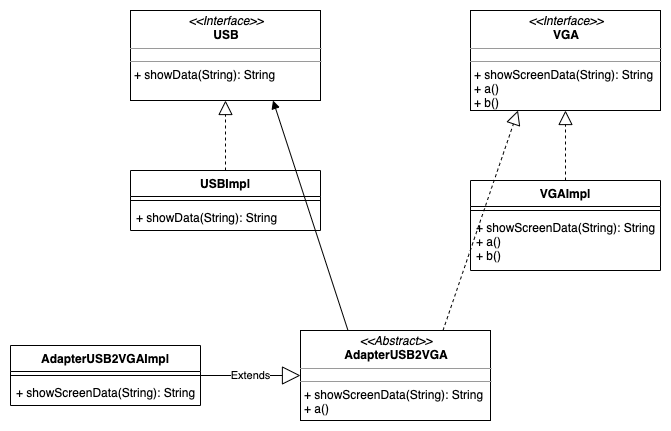 <<Interface>>
USB
+ showData(String): String
<<Interface>>
VGA
+ showScreenData(String): String
+ a()
+ b()
USBImpl
+ showData(String): String
VGAImpl
+ showScreenData(String): String
+ a()
+ b()
<<Abstract>>
AdapterUSB2VGA
+ showScreenData(String): String
+ a()
AdapterUSB2VGAImpl
+ showScreenData(String): String
Extends